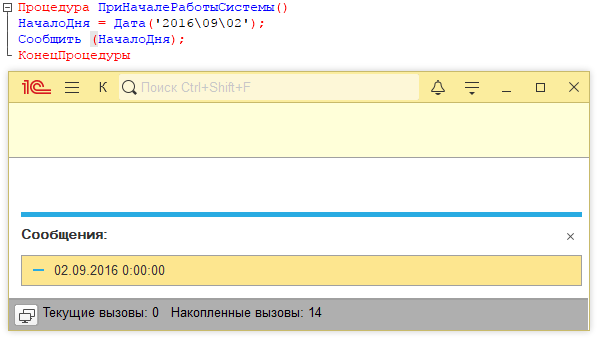 Процедура ПриНачалеРаботыСистемы()
НачалоДня = Дата('2016\09\02');
Сообщить (НачалоДня);
КонецПроцедуры
1С К Поиск Ctrl+Shift+F
Сообщения:
02.09.2016 0:00:00
Текущие вызовы: 0 Накопленные вызовы: 14